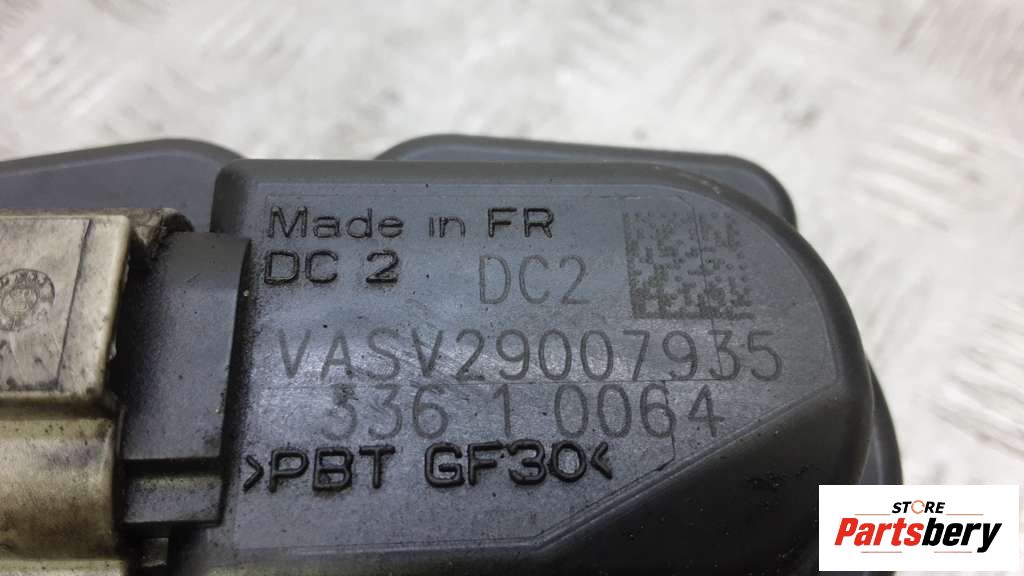 Made in FR
DC 2 DC2
VASV29007935
336 1 0064
>PBT GF30<
STORE
Partsbery